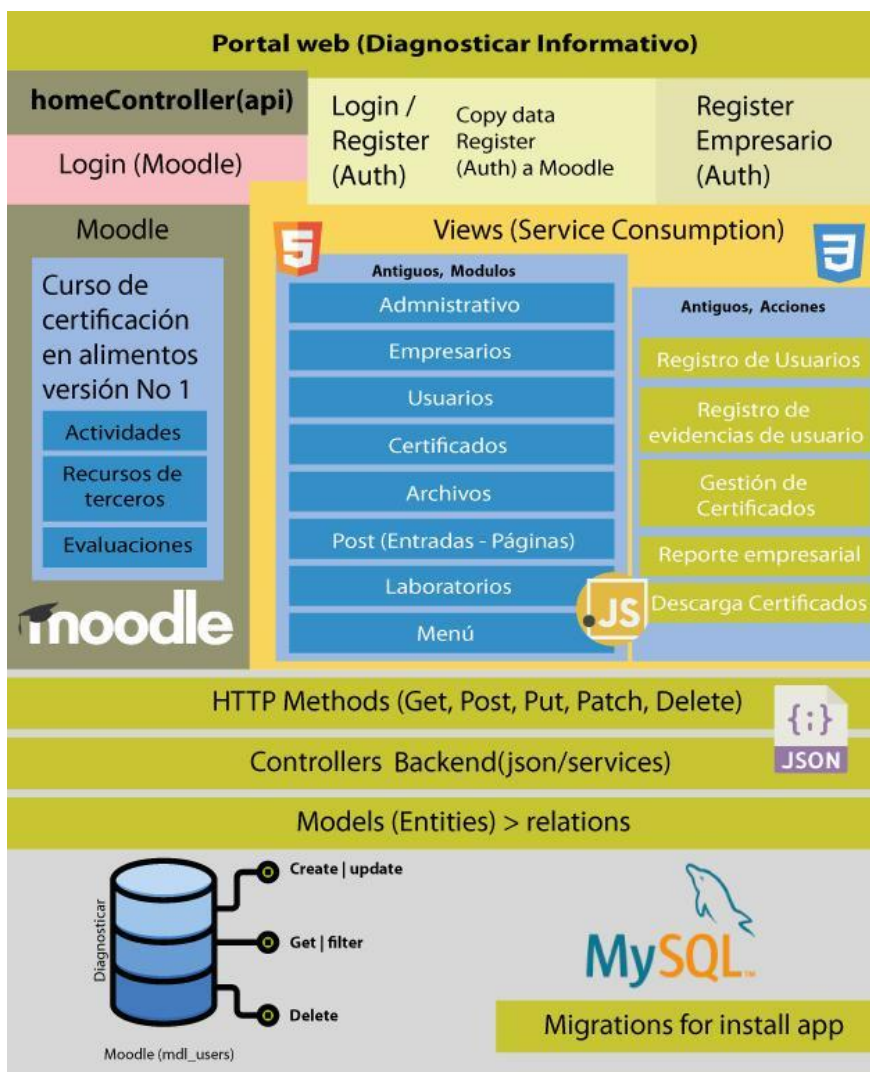 Portal web (Diagnosticar Informativo)
homeController(api)
Login (Moodle)
Login /
Register
(Auth)
Copy data
Register
(Auth) a Moodle
Register
Empresario
(Auth)
Moodle
Curso de
certificación
en alimentos
versión No 1
Actividades
Recursos de
terceros
Evaluaciones
moodle
5
Views (Service Consumption)
3
Antiguos, Modulos
Admnistrativo
Empresarios
Usuarios
Certificados
Archivos
Post (Entradas - Páginas)
Laboratorios
Menú
.JS
Antiguos, Acciones
Registro de Usuarios
Registro de
evidencias de usuario
Gestión de
Certificados
Reporte empresarial
Descarga Certificados
HTTP Methods (Get, Post, Put, Patch, Delete)
{;}
JSON
Controllers Backend(json/services)
Models (Entities) > relations
Diagnosticar
Create | update
Get | filter
Delete
Moodle (mdl_users)
MySQL™
Migrations for install app